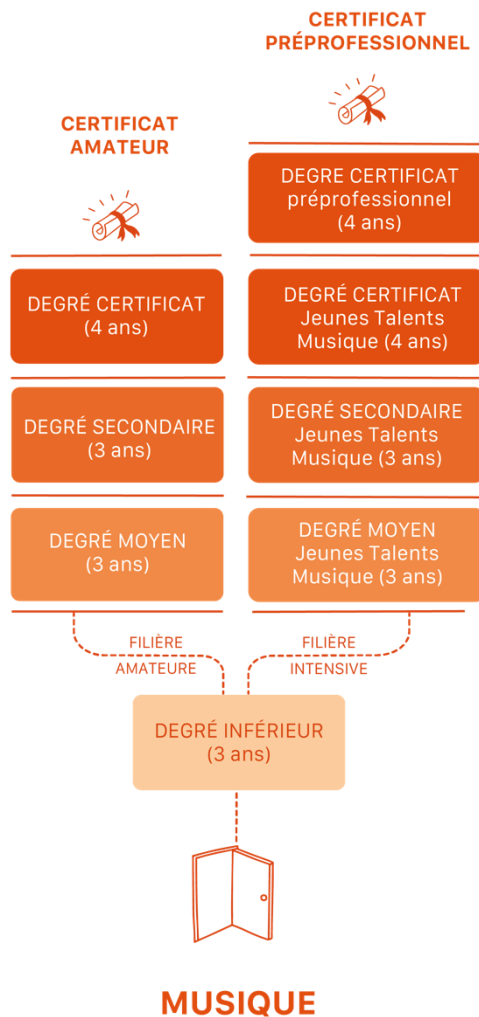 CERTIFICAT
PRÉPROFESSIONNEL
CERTIFICAT
AMATEUR
DEGRE CERTIFICAT
préprofessionnel
(4 ans)
DEGRÉ CERTIFICAT
(4 ans)
DEGRÉ CERTIFICAT
Jeunes Talents
Musique (4 ans)
DEGRÉ SECONDAIRE
(3 ans)
DEGRÉ SECONDAIRE
Jeunes Talents
Musique (3 ans)
DEGRÉ MOYEN
(3 ans)
DEGRÉ MOYEN
Jeunes Talents
Musique (3 ans)
FILIÈRE
AMATEURE
FILIÈRE
INTENSIVE
DEGRÉ INFÉRIEUR
(3 ans)
MUSIQUE